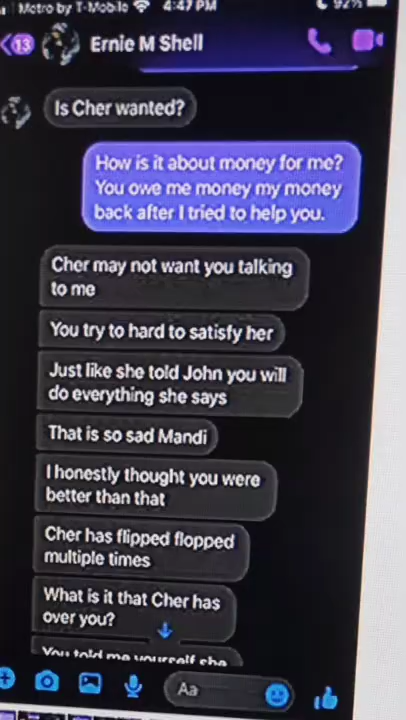 Metro by T-Mobile 4:47 PM 92%
13 Ernie M Shell
Is Cher wanted?
How is it about money for me?
You owe me money my money
back after I tried to help you.
Cher may not want you talking
to me
You try to hard to satisfy her
Just like she told John you will
do everything she says
That is so sad Mandi
I honestly thought you were
better than that
Cher has flipped flopped
multiple times
What is it that Cher has
over you?
You told me yourself she
Aa